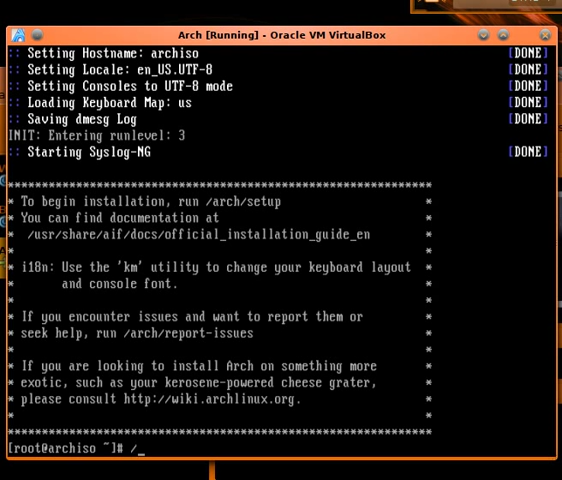 Arch [Running] - Oracle VM VirtualBox
:: Setting Hostname: archiso [DONE]
:: Setting Locale: en_US.UTF-8 [DONE]
:: Setting Consoles to UTF-8 mode [DONE]
:: Loading Keyboard Map: us [DONE]
:: Saving dmesg Log [DONE]
INIT: Entering runlevel: 3
:: Starting Syslog-NG [DONE]
****************************************************************
* To begin installation, run /arch/setup *
* You can find documentation at *
* /usr/share/aif/docs/official_installation_guide_en *
* *
* i18n: Use the 'km' utility to change your keyboard layout *
* and console font. *
* *
* If you encounter issues and want to report them or *
* seek help, run /arch/report-issues *
* *
* If you are looking to install Arch on something more *
* exotic, such as your kerosene-powered cheese grater, *
* please consult http://wiki.archlinux.org. *
* *
****************************************************************
[root@archiso ~]# /_